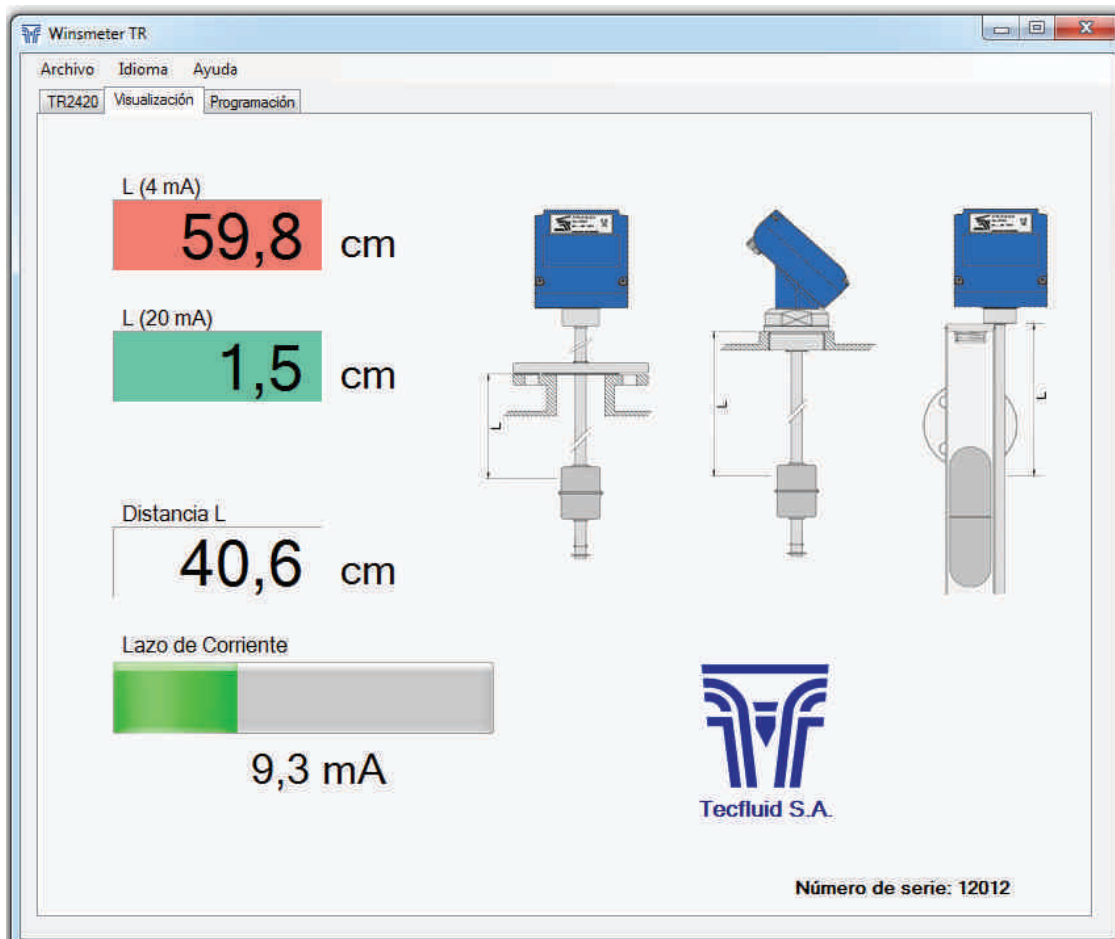 Winsmeter TR
Archivo Idioma Ayuda
TR2420 Visualización Programación
L (4 mA)
59,8 cm
L (20 mA)
1,5 cm
Distancia L
40,6 cm
Lazo de Corriente
9,3 mA
L
L
L
Tecfluid S.A.
Número de serie: 12012